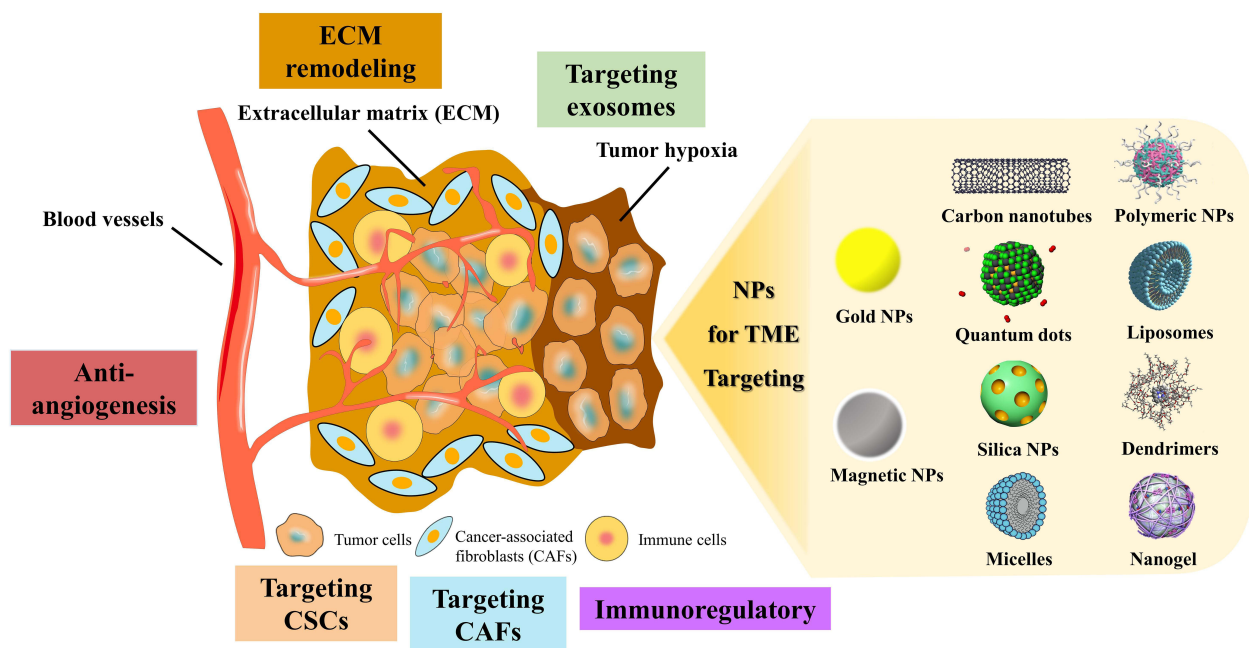 ECM
remodeling
Targeting
exosomes
Extracellular matrix (ECM)
Tumor hypoxia
Blood vessels
Anti-
angiogenesis
NPs
for TME
Targeting
Carbon nanotubes
Polymeric NPs
Gold NPs
Quantum dots
Liposomes
Silica NPs
Dendrimers
Magnetic NPs
Micelles
Nanogel
Tumor cells
Cancer-associated
fibroblasts (CAFs)
Immune cells
Targeting
CSCs
Targeting
CAFs
Immunoregulatory